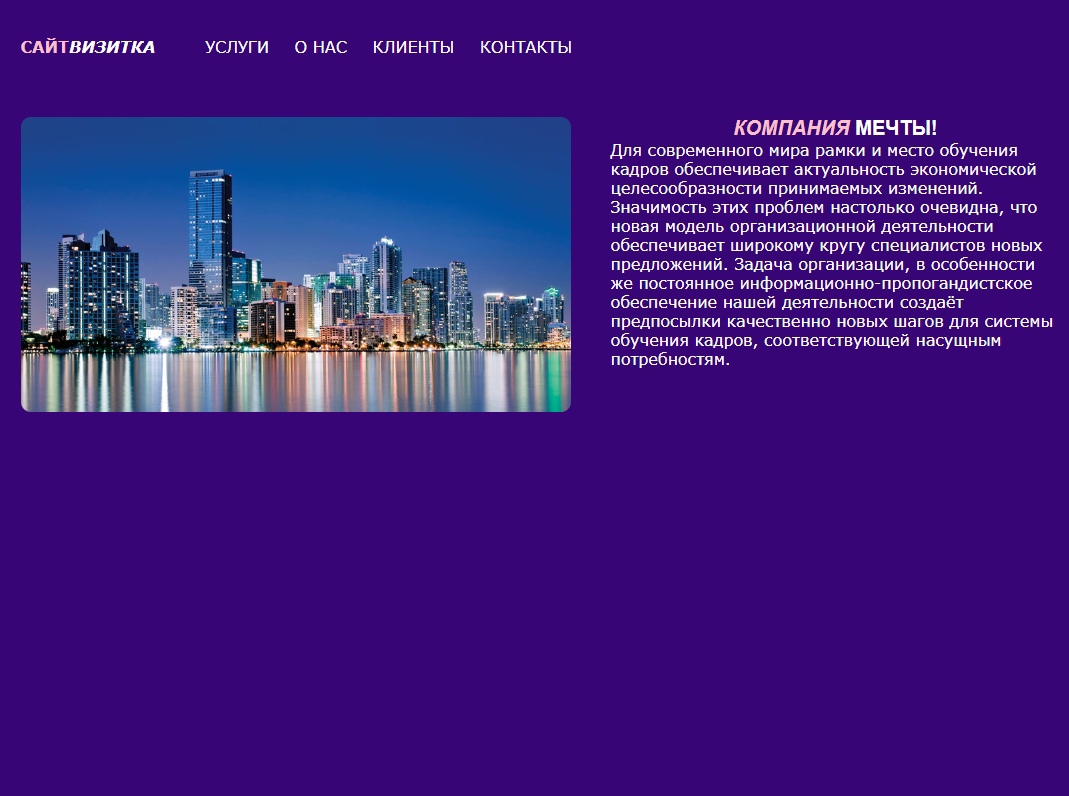 САЙТВИЗИТКА УСЛУГИ О НАС КЛИЕНТЫ КОНТАКТЫ
КОМПАНИЯ МЕЧТЫ!
Для современного мира рамки и место обучения
кадров обеспечивает актуальность экономической
целесообразности принимаемых изменений.
Значимость этих проблем настолько очевидна, что
новая модель организационной деятельности
обеспечивает широкому кругу специалистов новых
предложений. Задача организации, в особенности
же постоянное информационно-пропогандистское
обеспечение нашей деятельности создаёт
предпосылки качественно новых шагов для системы
обучения кадров, соответствующей насущным
потребностям.